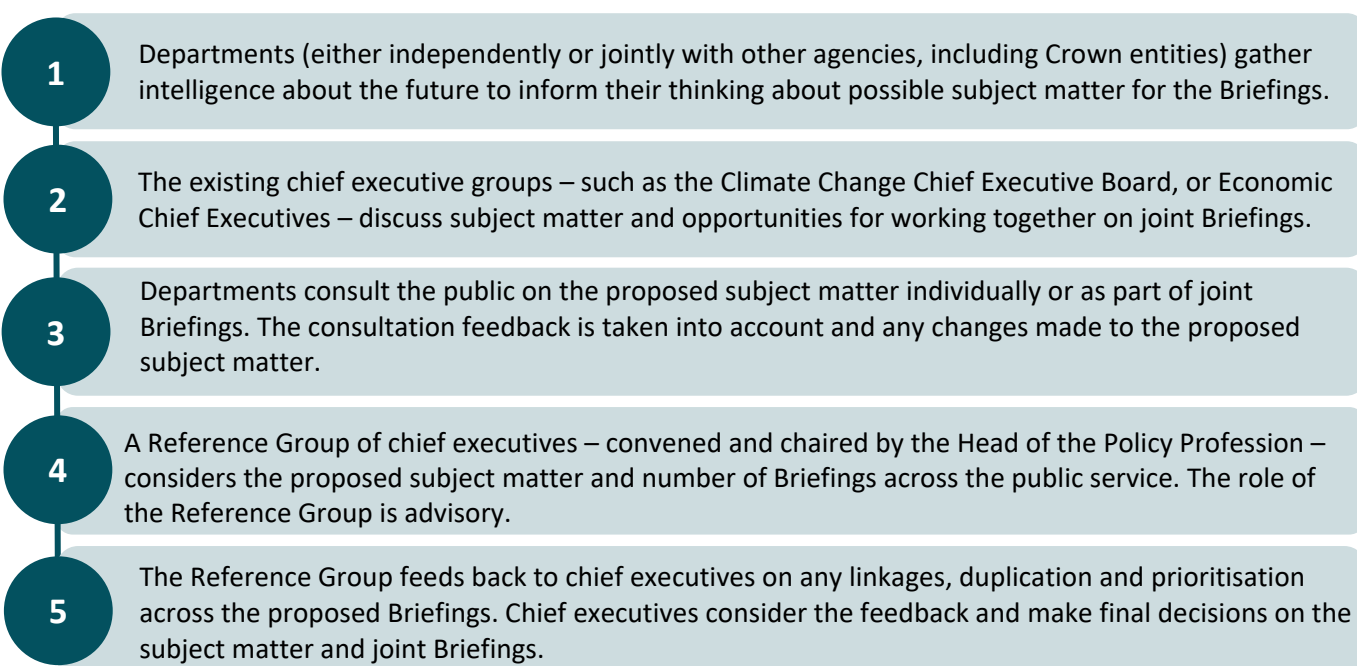 1
Departments (either independently or jointly with other agencies, including Crown entities) gather
intelligence about the future to inform their thinking about possible subject matter for the Briefings.
2
The existing chief executive groups – such as the Climate Change Chief Executive Board, or Economic
Chief Executives – discuss subject matter and opportunities for working together on joint Briefings.
3
Departments consult the public on the proposed subject matter individually or as part of joint
Briefings. The consultation feedback is taken into account and any changes made to the proposed
subject matter.
4
A Reference Group of chief executives – convened and chaired by the Head of the Policy Profession –
considers the proposed subject matter and number of Briefings across the public service. The role of
the Reference Group is advisory.
5
The Reference Group feeds back to chief executives on any linkages, duplication and prioritisation
across the proposed Briefings. Chief executives consider the feedback and make final decisions on the
subject matter and joint Briefings.